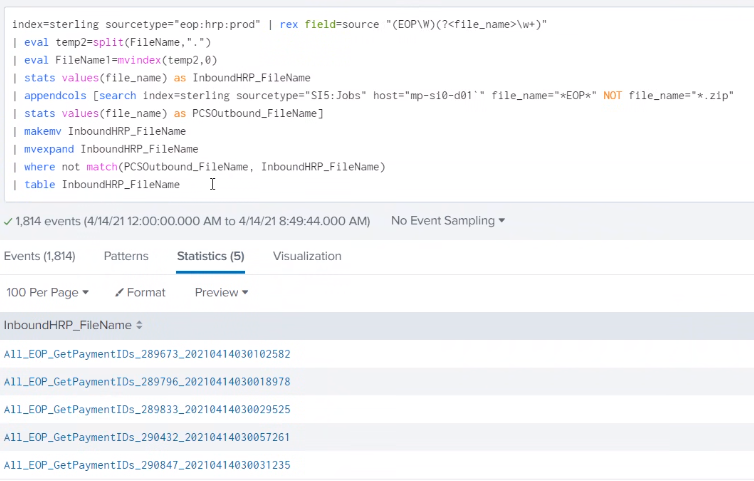 index=sterling sourcetype="eop:hrp:prod" | rex field=source "(EOP\W)(?<file_name>\w+)"
| eval temp2=split(FileName,".")
| eval FileName1=mvindex(temp2,0)
| stats values(file_name) as InboundHRP_FileName
| appendcols [search index=sterling sourcetype="SI5:Jobs" host="mp-si0-d01`" file_name="*EOP*" NOT file_name="*.zip"
| stats values(file_name) as PCSOutbound_FileName]
| makemv InboundHRP_FileName
| mvexpand InboundHRP_FileName
| where not match(PCSOutbound_FileName, InboundHRP_FileName)
| table InboundHRP_FileName
✓ 1,814 events (4/14/21 12:00:00.000 AM to 4/14/21 8:49:44.000 AM) No Event Sampling
Events (1,814) Patterns Statistics (5) Visualization
100 Per Page Format Preview
InboundHRP_FileName
All_EOP_GetPaymentIDs_289673_20210414030102582
All_EOP_GetPaymentIDs_289796_20210414030018978
All_EOP_GetPaymentIDs_289833_20210414030029525
All_EOP_GetPaymentIDs_290432_20210414030057261
All_EOP_GetPaymentIDs_290847_20210414030031235